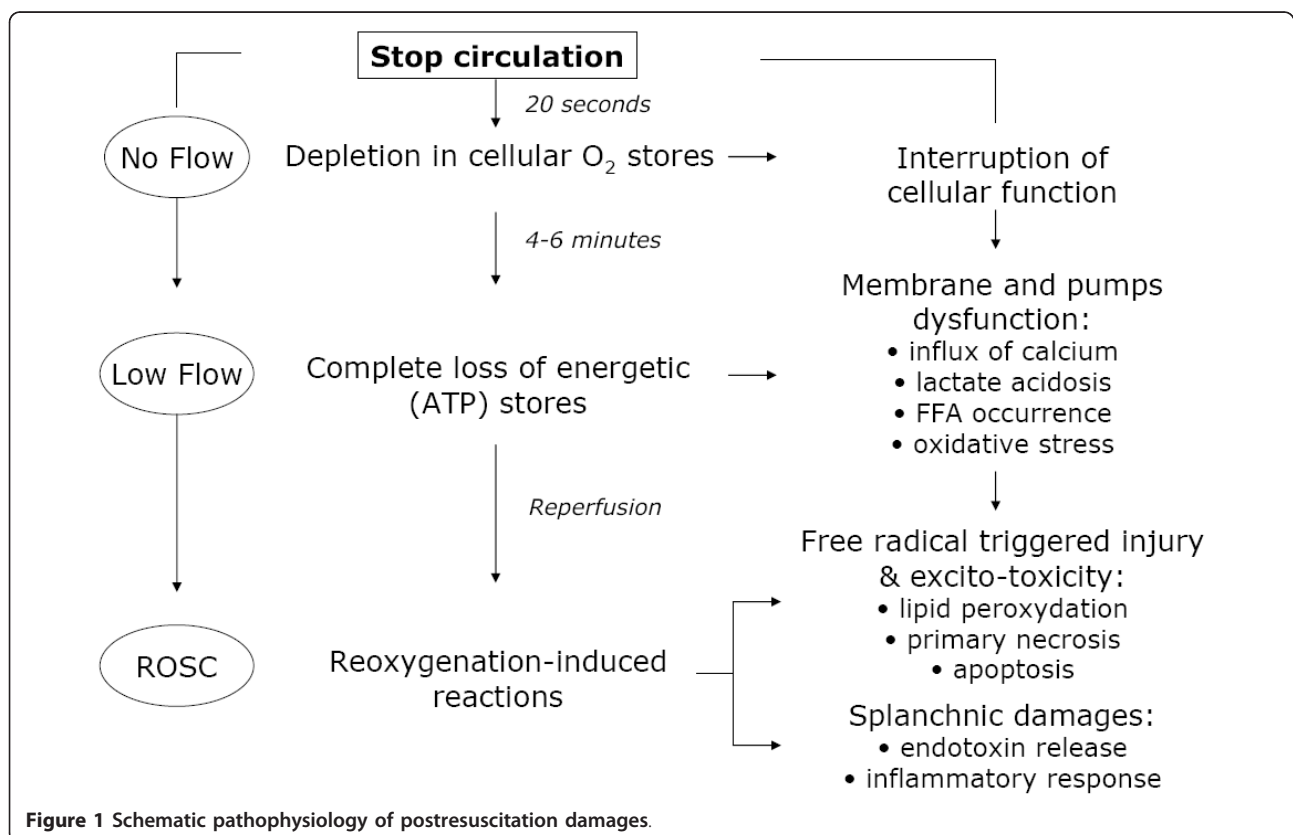 Stop circulation
20 seconds
No Flow
Depletion in cellular O₂ stores
Interruption of
cellular function
4-6 minutes
Membrane and pumps
dysfunction:
• influx of calcium
• lactate acidosis
• FFA occurrence
• oxidative stress
Low Flow
Complete loss of energetic
(ATP) stores
Reperfusion
Free radical triggered injury
& excito-toxicity:
• lipid peroxydation
• primary necrosis
• apoptosis
ROSC
Reoxygenation-induced
reactions
Splanchnic damages:
• endotoxin release
• inflammatory response
Figure 1 Schematic pathophysiology of postresuscitation damages.